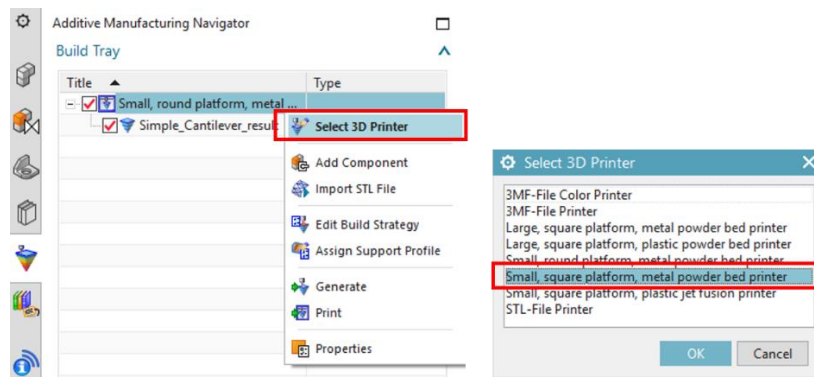 Additive Manufacturing Navigator
Build Tray
Title
Type
Small, round platform, metal ...
Simple_Cantilever_result
Select 3D Printer
Add Component
Import STL File
Edit Build Strategy
Assign Support Profile
Generate
Print
Properties
Select 3D Printer
3MF-File Color Printer
3MF-File Printer
Large, square platform, metal powder bed printer
Large, square platform, plastic powder bed printer
Small, round platform, metal powder bed printer
Small, square platform, metal powder bed printer
Small, square platform, plastic jet fusion printer
STL-File Printer
OK
Cancel